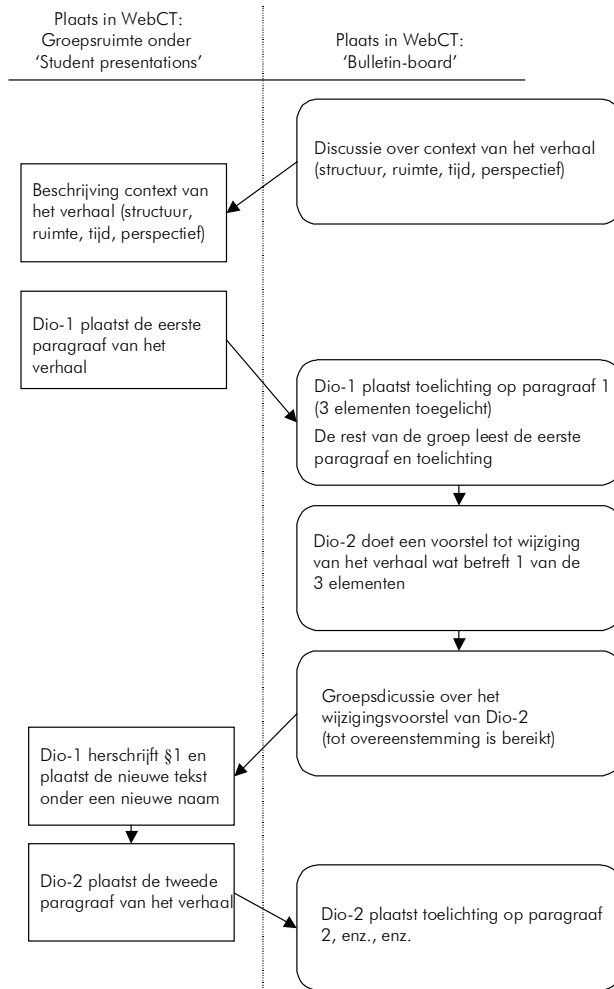 Plaats in WebCT:
Groepsruimte onder
‘Student presentations’
Plaats in WebCT:
‘Bulletin-board’
Discussie over context van het verhaal
(structuur, ruimte, tijd, perspectief)
Beschrijving context van
het verhaal (structuur,
ruimte, tijd, perspectief)
Dio-1 plaatst de eerste
paragraaf van het
verhaal
Dio-1 plaatst toelichting op paragraaf 1
(3 elementen toegelicht)
De rest van de groep leest de eerste
paragraaf en toelichting
Dio-2 doet een voorstel tot wijziging
van het verhaal wat betreft 1 van de
3 elementen
Groepsdicussie over het
wijzigingsvoorstel van Dio-2
(tot overeenstemming is bereikt)
Dio-1 herschrijft §1 en
plaatst de nieuwe tekst
onder een nieuwe naam
Dio-2 plaatst de tweede
paragraaf van het verhaal
Dio-2 plaatst toelichting op paragraaf
2, enz., enz.